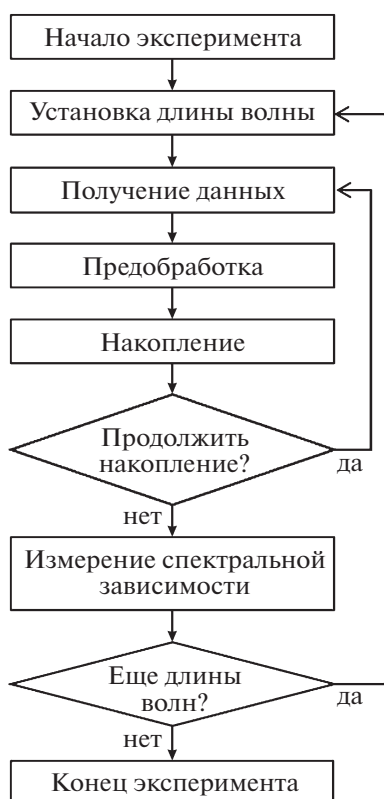 Начало эксперимента
Установка длины волны
Получение данных
Предобработка
Накопление
Продолжить
накопление?
да
нет
Измерение спектральной
зависимости
Еще длины
волн?
да
нет
Конец эксперимента